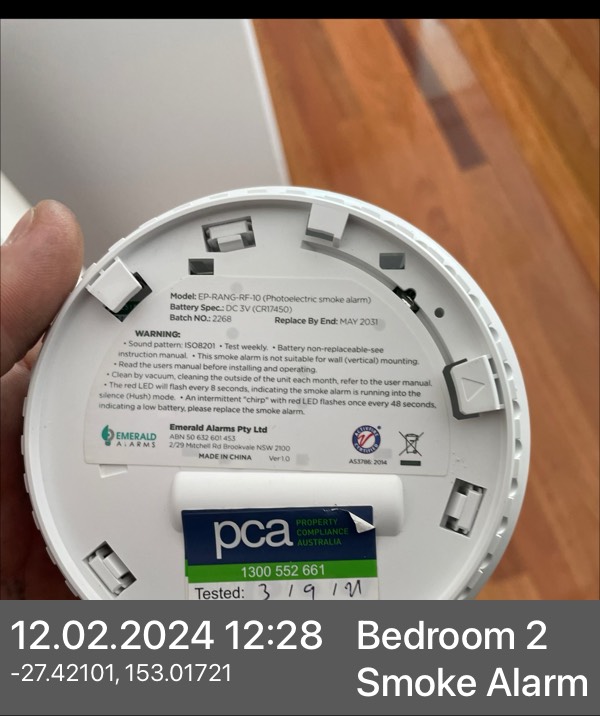 Model: EP-RANG-RF-10 (Photoelectric smoke alarm)
Battery Spec.: DC 3V (CR17450)
Batch NO.: 2268 Replace By End: MAY 2031
WARNING:
• Sound pattern: ISO8201 • Test weekly. • Battery non-replaceable-see
instruction manual. • This smoke alarm is not suitable for wall (vertical) mounting.
• Read the users manual before installing and operating.
• Clean by vacuum, cleaning the outside of the unit each month, refer to the user manual.
• The red LED will flash every 8 seconds, indicating the smoke alarm is running into the
silence (Hush) mode. • An intermittent "chirp" with red LED flashes once every 48 seconds,
indicating a low battery, please replace the smoke alarm.
EMERALD
ALARMS
Emerald Alarms Pty Ltd
ABN 50 632 601 453
2/29 Mitchell Rd Brookvale NSW 2100
MADE IN CHINA Ver1.0
AS3786: 2014
pca PROPERTY
COMPLIANCE
AUSTRALIA
1300 552 661
Tested: 3 / 9 / 21
12.02.2024 12:28 Bedroom 2
-27.42101, 153.01721 Smoke Alarm